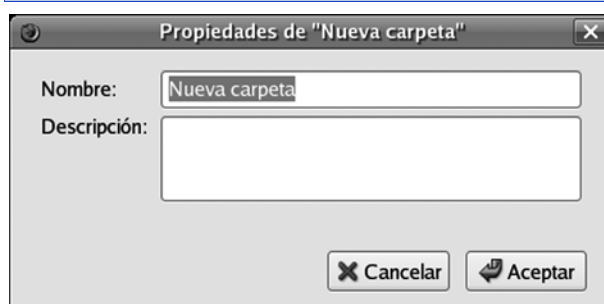 Propiedades de "Nueva carpeta"
Nombre: Nueva carpeta
Descripción:
Cancelar Aceptar